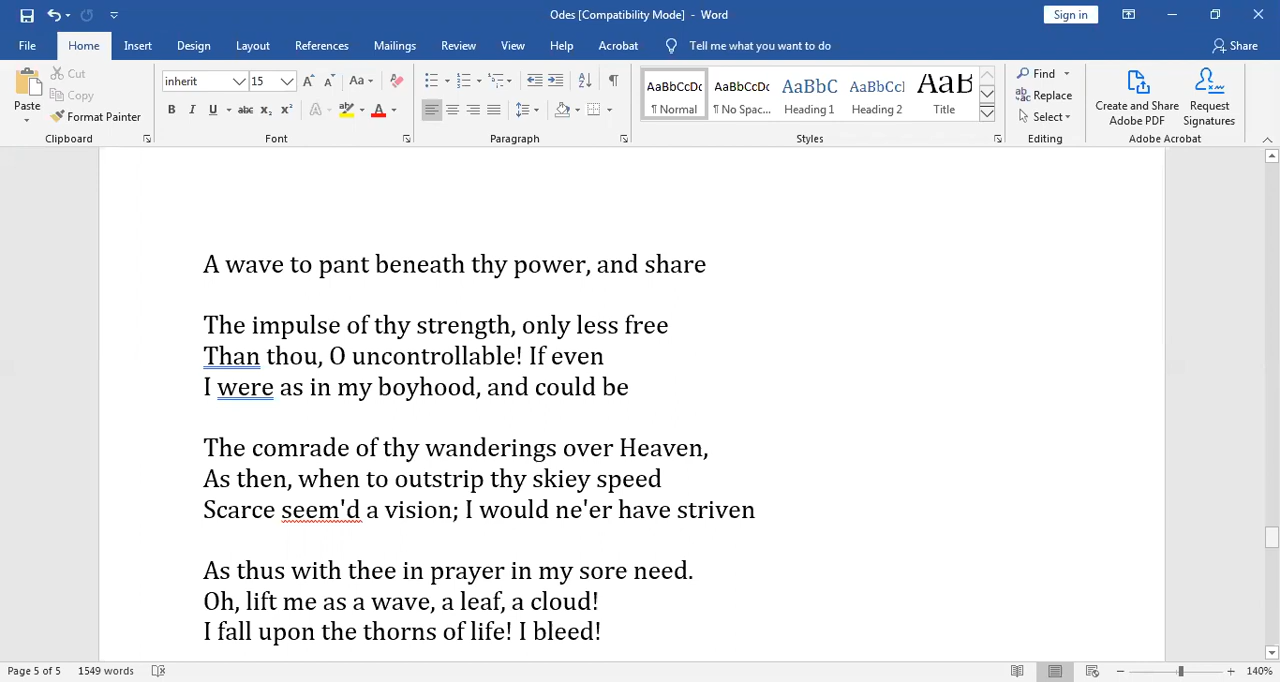 Odes [Compatibility Mode] - Word
Sign in
File Home Insert Design Layout References Mailings Review View Help Acrobat Tell me what you want to do Share
Paste
Cut
Copy
Format Painter
Clipboard
inherit 15
Aa
B I U abc x₂ x²
A A
Font
Paragraph
AaBbCcDc AaBbCcDc AaBbC AaBbCcI AaB
¶ Normal ¶ No Spac... Heading 1 Heading 2 Title
Styles
Find
Replace
Select
Editing
Create and Share
Adobe PDF
Request
Signatures
Adobe Acrobat
A wave to pant beneath thy power, and share
The impulse of thy strength, only less free
Than thou, O uncontrollable! If even
I were as in my boyhood, and could be
The comrade of thy wanderings over Heaven,
As then, when to outstrip thy skiey speed
Scarce seem'd a vision; I would ne'er have striven
As thus with thee in prayer in my sore need.
Oh, lift me as a wave, a leaf, a cloud!
I fall upon the thorns of life! I bleed!
Page 5 of 5 1549 words 140%